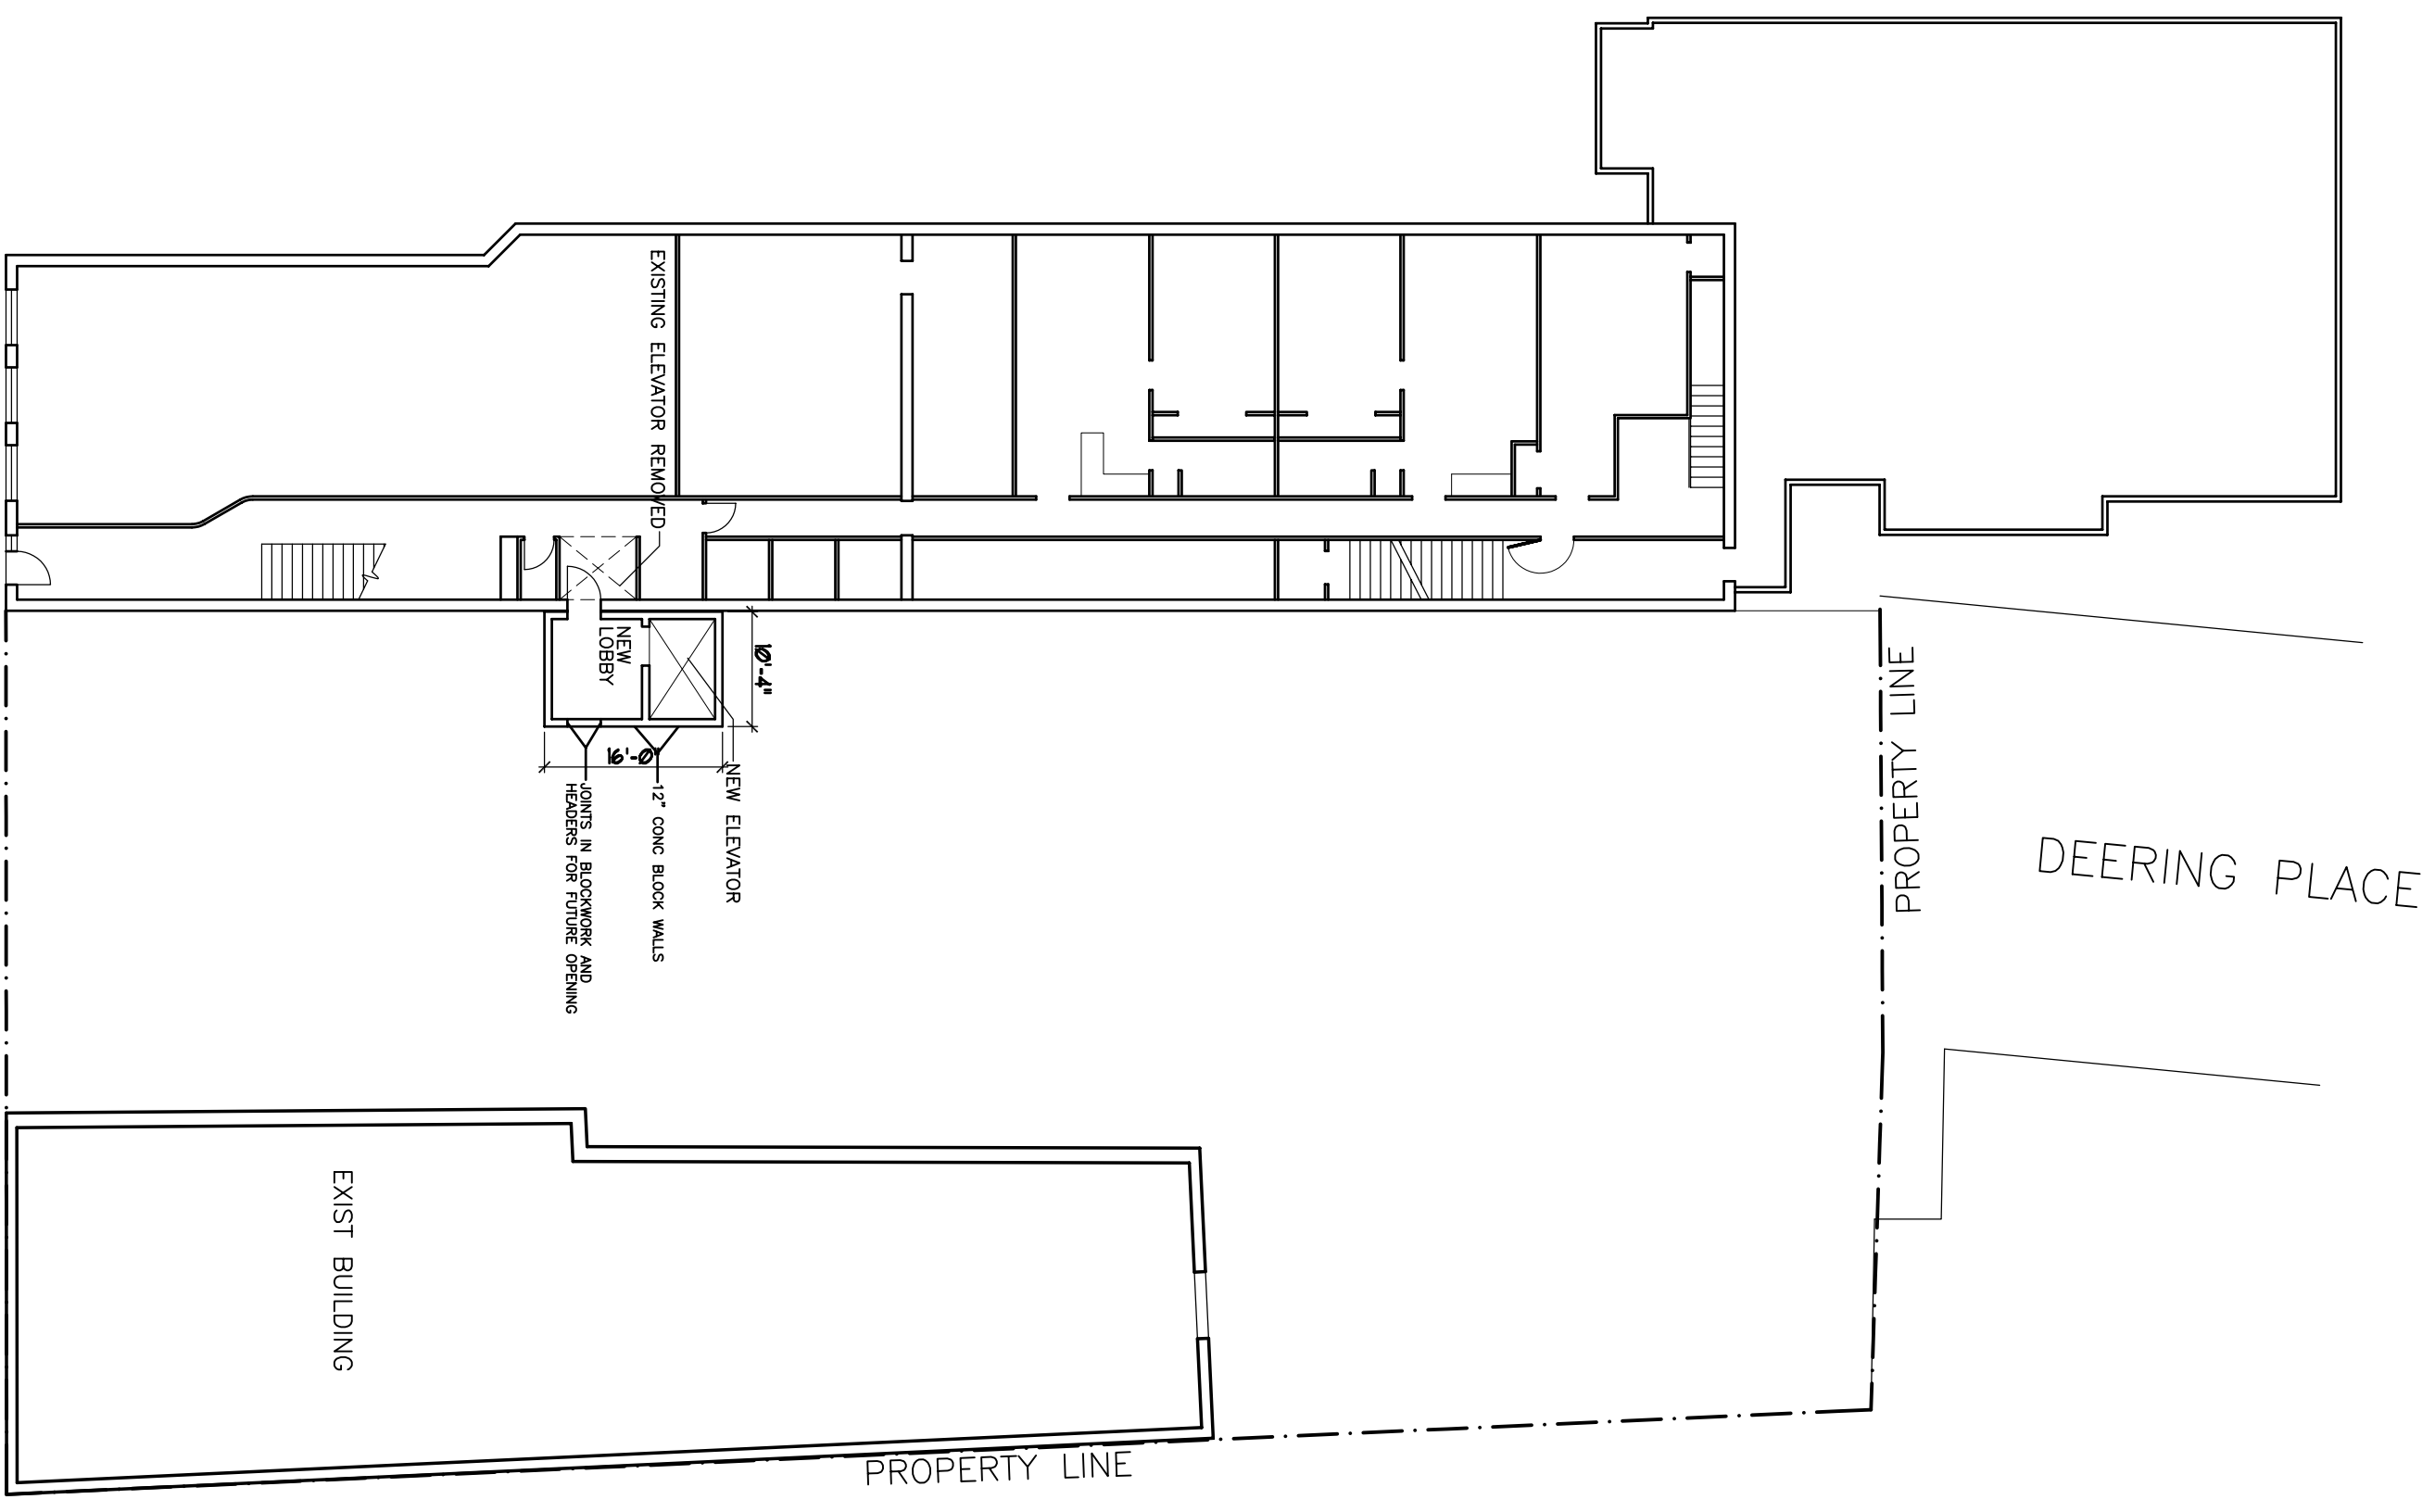 EXISTING ELEVATOR REMOVED
NEW
LOBBY
10'-4"
16'-0"
NEW ELEVATOR
12" CONC BLOCK WALLS
JOINTS IN BLOCKWORK AND
HEADERS FOR FUTURE OPENING
PROPERTY LINE
DEERING PLACE
EXIST BUILDING
PROPERTY LINE